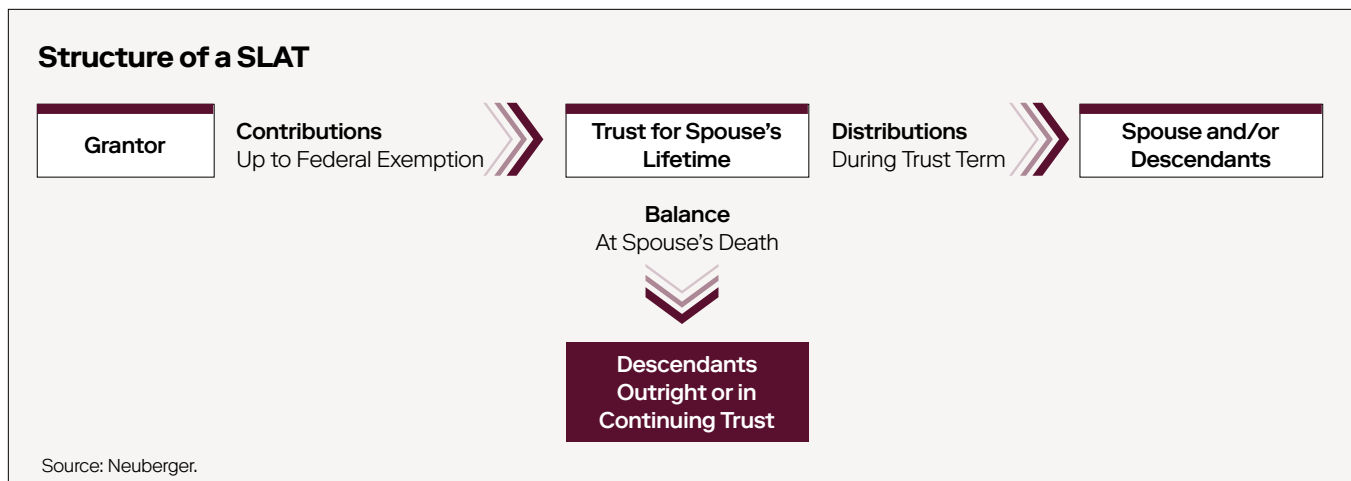 Structure of a SLAT
Grantor
Contributions
Up to Federal Exemption
Trust for Spouse's
Lifetime
Distributions
During Trust Term
Spouse and/or
Descendants
Balance
At Spouse's Death
Descendants
Outright or in
Continuing Trust
Source: Neuberger.